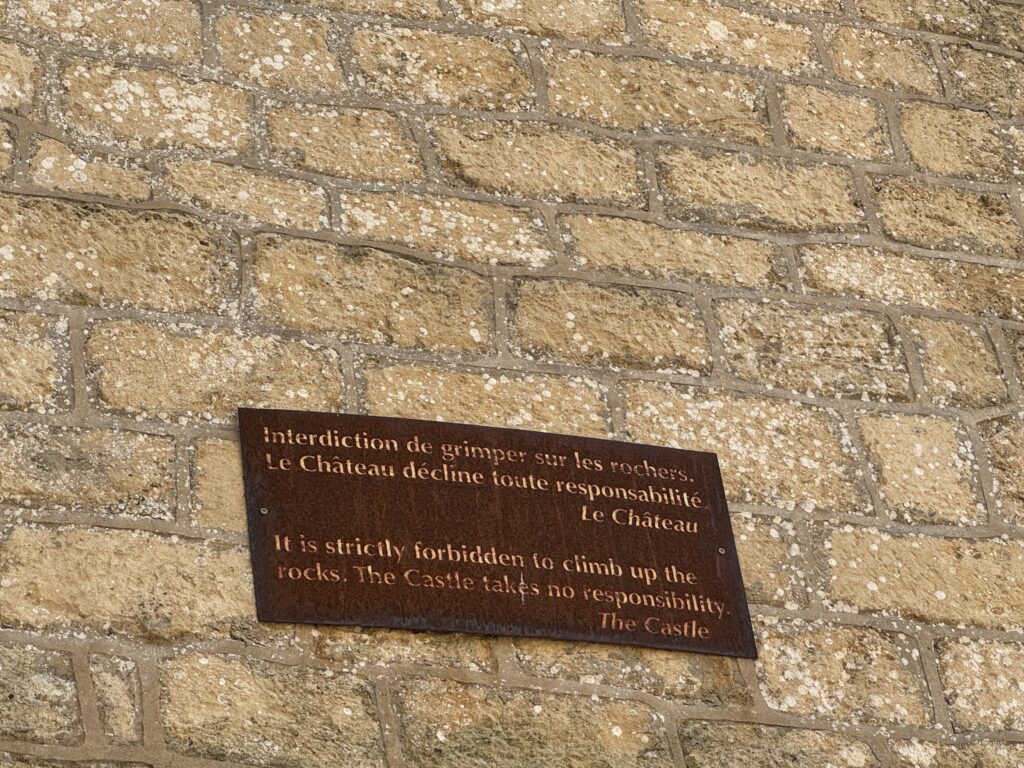 Interdiction de grimper sur les rochers.
Le Château décline toute responsabilité.
Le Château
It is strictly forbidden to climb up the
rocks. The Castle takes no responsibility.
The Castle